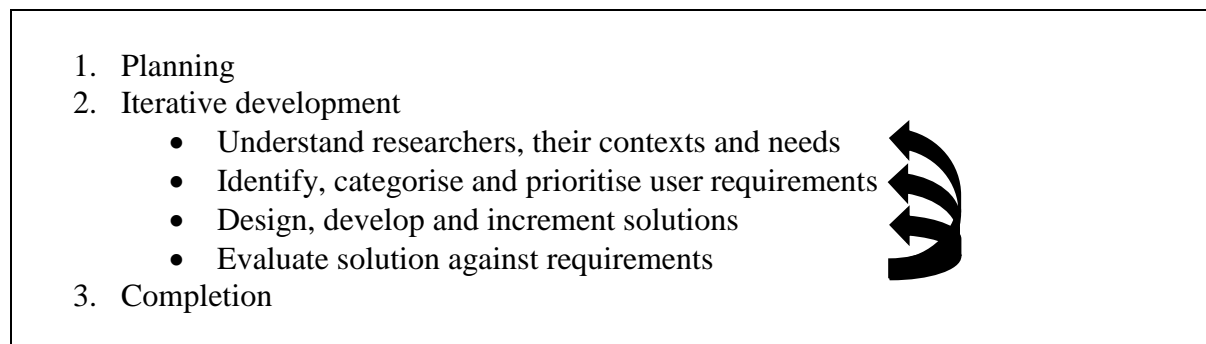 1. Planning
2. Iterative development
• Understand researchers, their contexts and needs
• Identify, categorise and prioritise user requirements
• Design, develop and increment solutions
• Evaluate solution against requirements
3. Completion